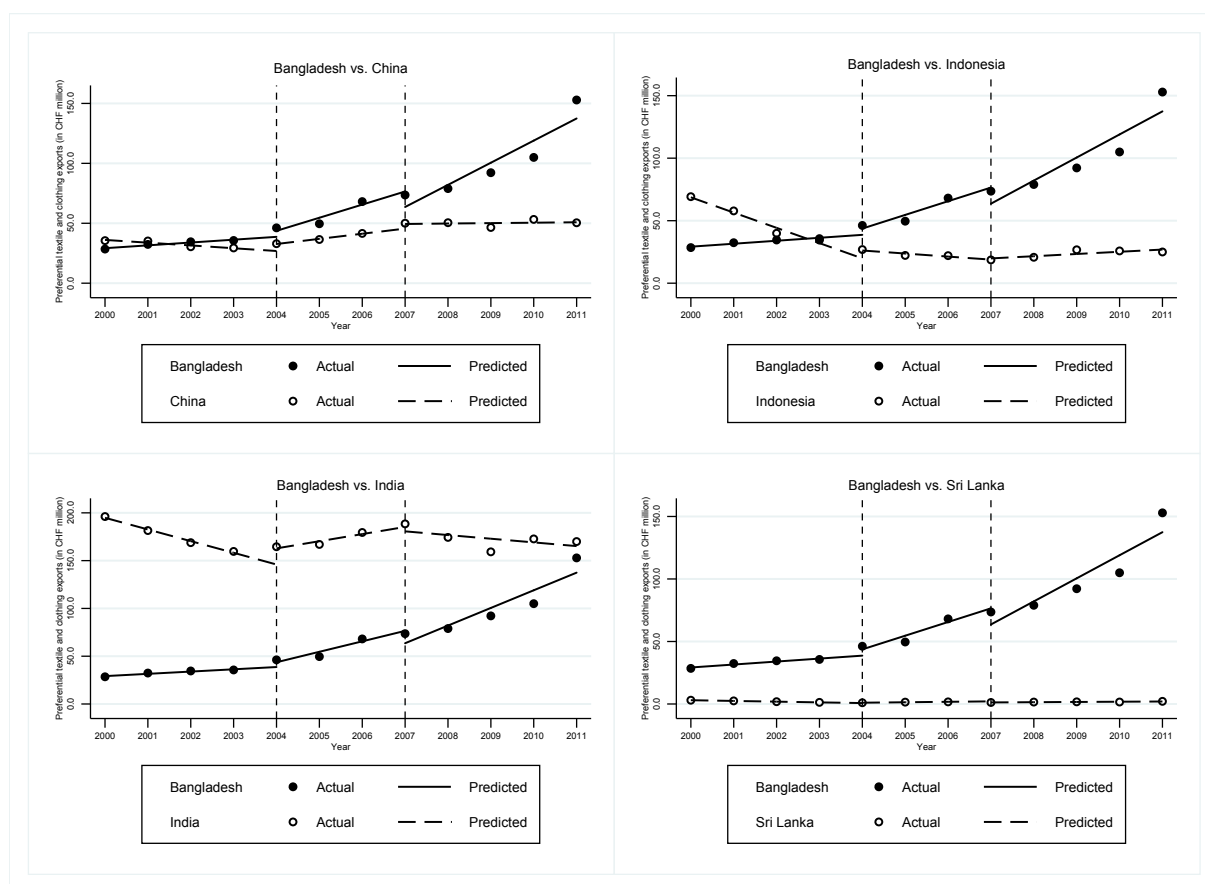 Bangladesh vs. China
Preferential textile and clothing exports (in CHF million)
150.0
100.0
50.0
0.0
2000 2001 2002 2003 2004 2005 2006 2007 2008 2009 2010 2011
Year
Bangladesh Actual Predicted
China Actual Predicted
Bangladesh vs. Indonesia
Preferential textile and clothing exports (in CHF million)
150.0
100.0
50.0
0.0
2000 2001 2002 2003 2004 2005 2006 2007 2008 2009 2010 2011
Year
Bangladesh Actual Predicted
Indonesia Actual Predicted
Bangladesh vs. India
Preferential textile and clothing exports (in CHF million)
200.0
150.0
100.0
50.0
0.0
2000 2001 2002 2003 2004 2005 2006 2007 2008 2009 2010 2011
Year
Bangladesh Actual Predicted
India Actual Predicted
Bangladesh vs. Sri Lanka
Preferential textile and clothing exports (in CHF million)
150.0
100.0
50.0
0.0
2000 2001 2002 2003 2004 2005 2006 2007 2008 2009 2010 2011
Year
Bangladesh Actual Predicted
Sri Lanka Actual Predicted